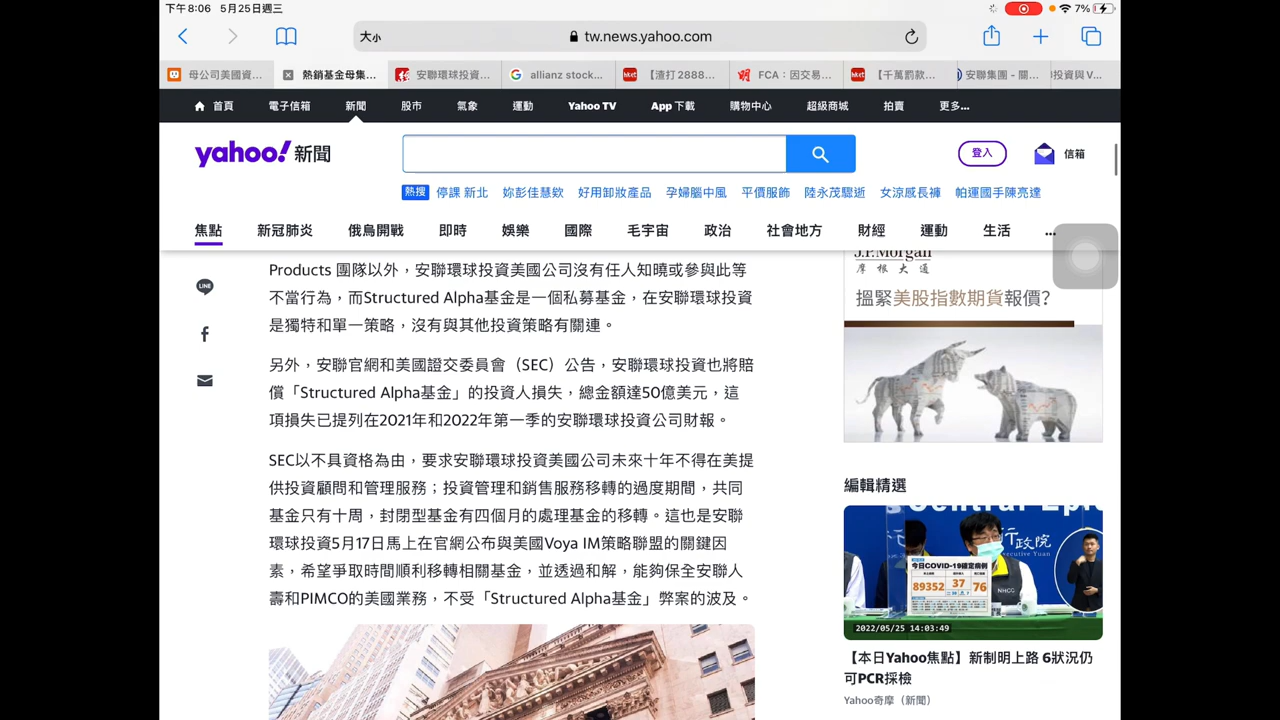 下午8:06 5月25日週三
7%
大小
tw.news.yahoo.com
母公司美國資...
熱銷基金母集...
安聯環球投資...
allianz stock...
【渣打 2888...
FCA：因交易...
【千萬罰款...
安聯集團 - 關...
投資與 V...
首頁 電子信箱 新聞 股市 氣象 運動 Yahoo TV App 下載 購物中心 超級商城 拍賣 更多...
yahoo!新聞
登入
信箱
熱搜 停課 新北 妳彭佳慧欸 好用卸妝產品 孕婦腦中風 平價服飾 陸永茂驟逝 女涼感長褲 帕運國手陳亮達
焦點 新冠肺炎 俄烏開戰 即時 娛樂 國際 毛宇宙 政治 社會地方 財經 運動 生活 ...
Products 團隊以外，安聯環球投資美國公司沒有任人知曉或參與此等
不當行為，而Structured Alpha基金是一個私募基金，在安聯環球投資
是獨特和單一策略，沒有與其他投資策略有關連。
另外，安聯官網和美國證交委員會（SEC）公告，安聯環球投資也將賠
償「Structured Alpha基金」的投資人損失，總金額達50億美元，這
項損失已提列在2021年和2022年第一季的安聯環球投資公司財報。
SEC以不具資格為由，要求安聯環球投資美國公司未來十年不得在美提
供投資顧問和管理服務；投資管理和銷售服務移轉的過度期間，共同
基金只有十周，封閉型基金有四個月的處理基金的移轉。這也是安聯
環球投資5月17日馬上在官網公布與美國Voya IM策略聯盟的關鍵因
素，希望爭取時間順利移轉相關基金，並透過和解，能夠保全安聯人
壽和PIMCO的美國業務，不受「Structured Alpha基金」弊案的波及。
J.P.Morgan
摩根大通
搵緊美股指數期貨報價?
編輯精選
Central Epi
行政院
Executive Yuan
今日COVID-19確定病例
89352 37 76
NHCC
2022/05/25 14:03:49
【本日Yahoo焦點】新制明上路 6狀況仍
可PCR採檢
Yahoo奇摩（新聞）